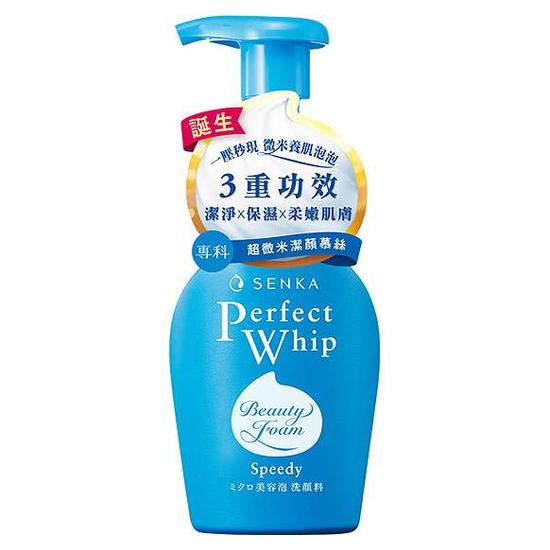 誕生
一壓秒現 微米養肌泡泡
3重功效
潔淨×保濕×柔嫩肌膚
専科
超微米潔顏慕絲
SENKA
Perfect
Whip
Beauty
Foam
Speedy
ミクロ美容泡 洗顔料